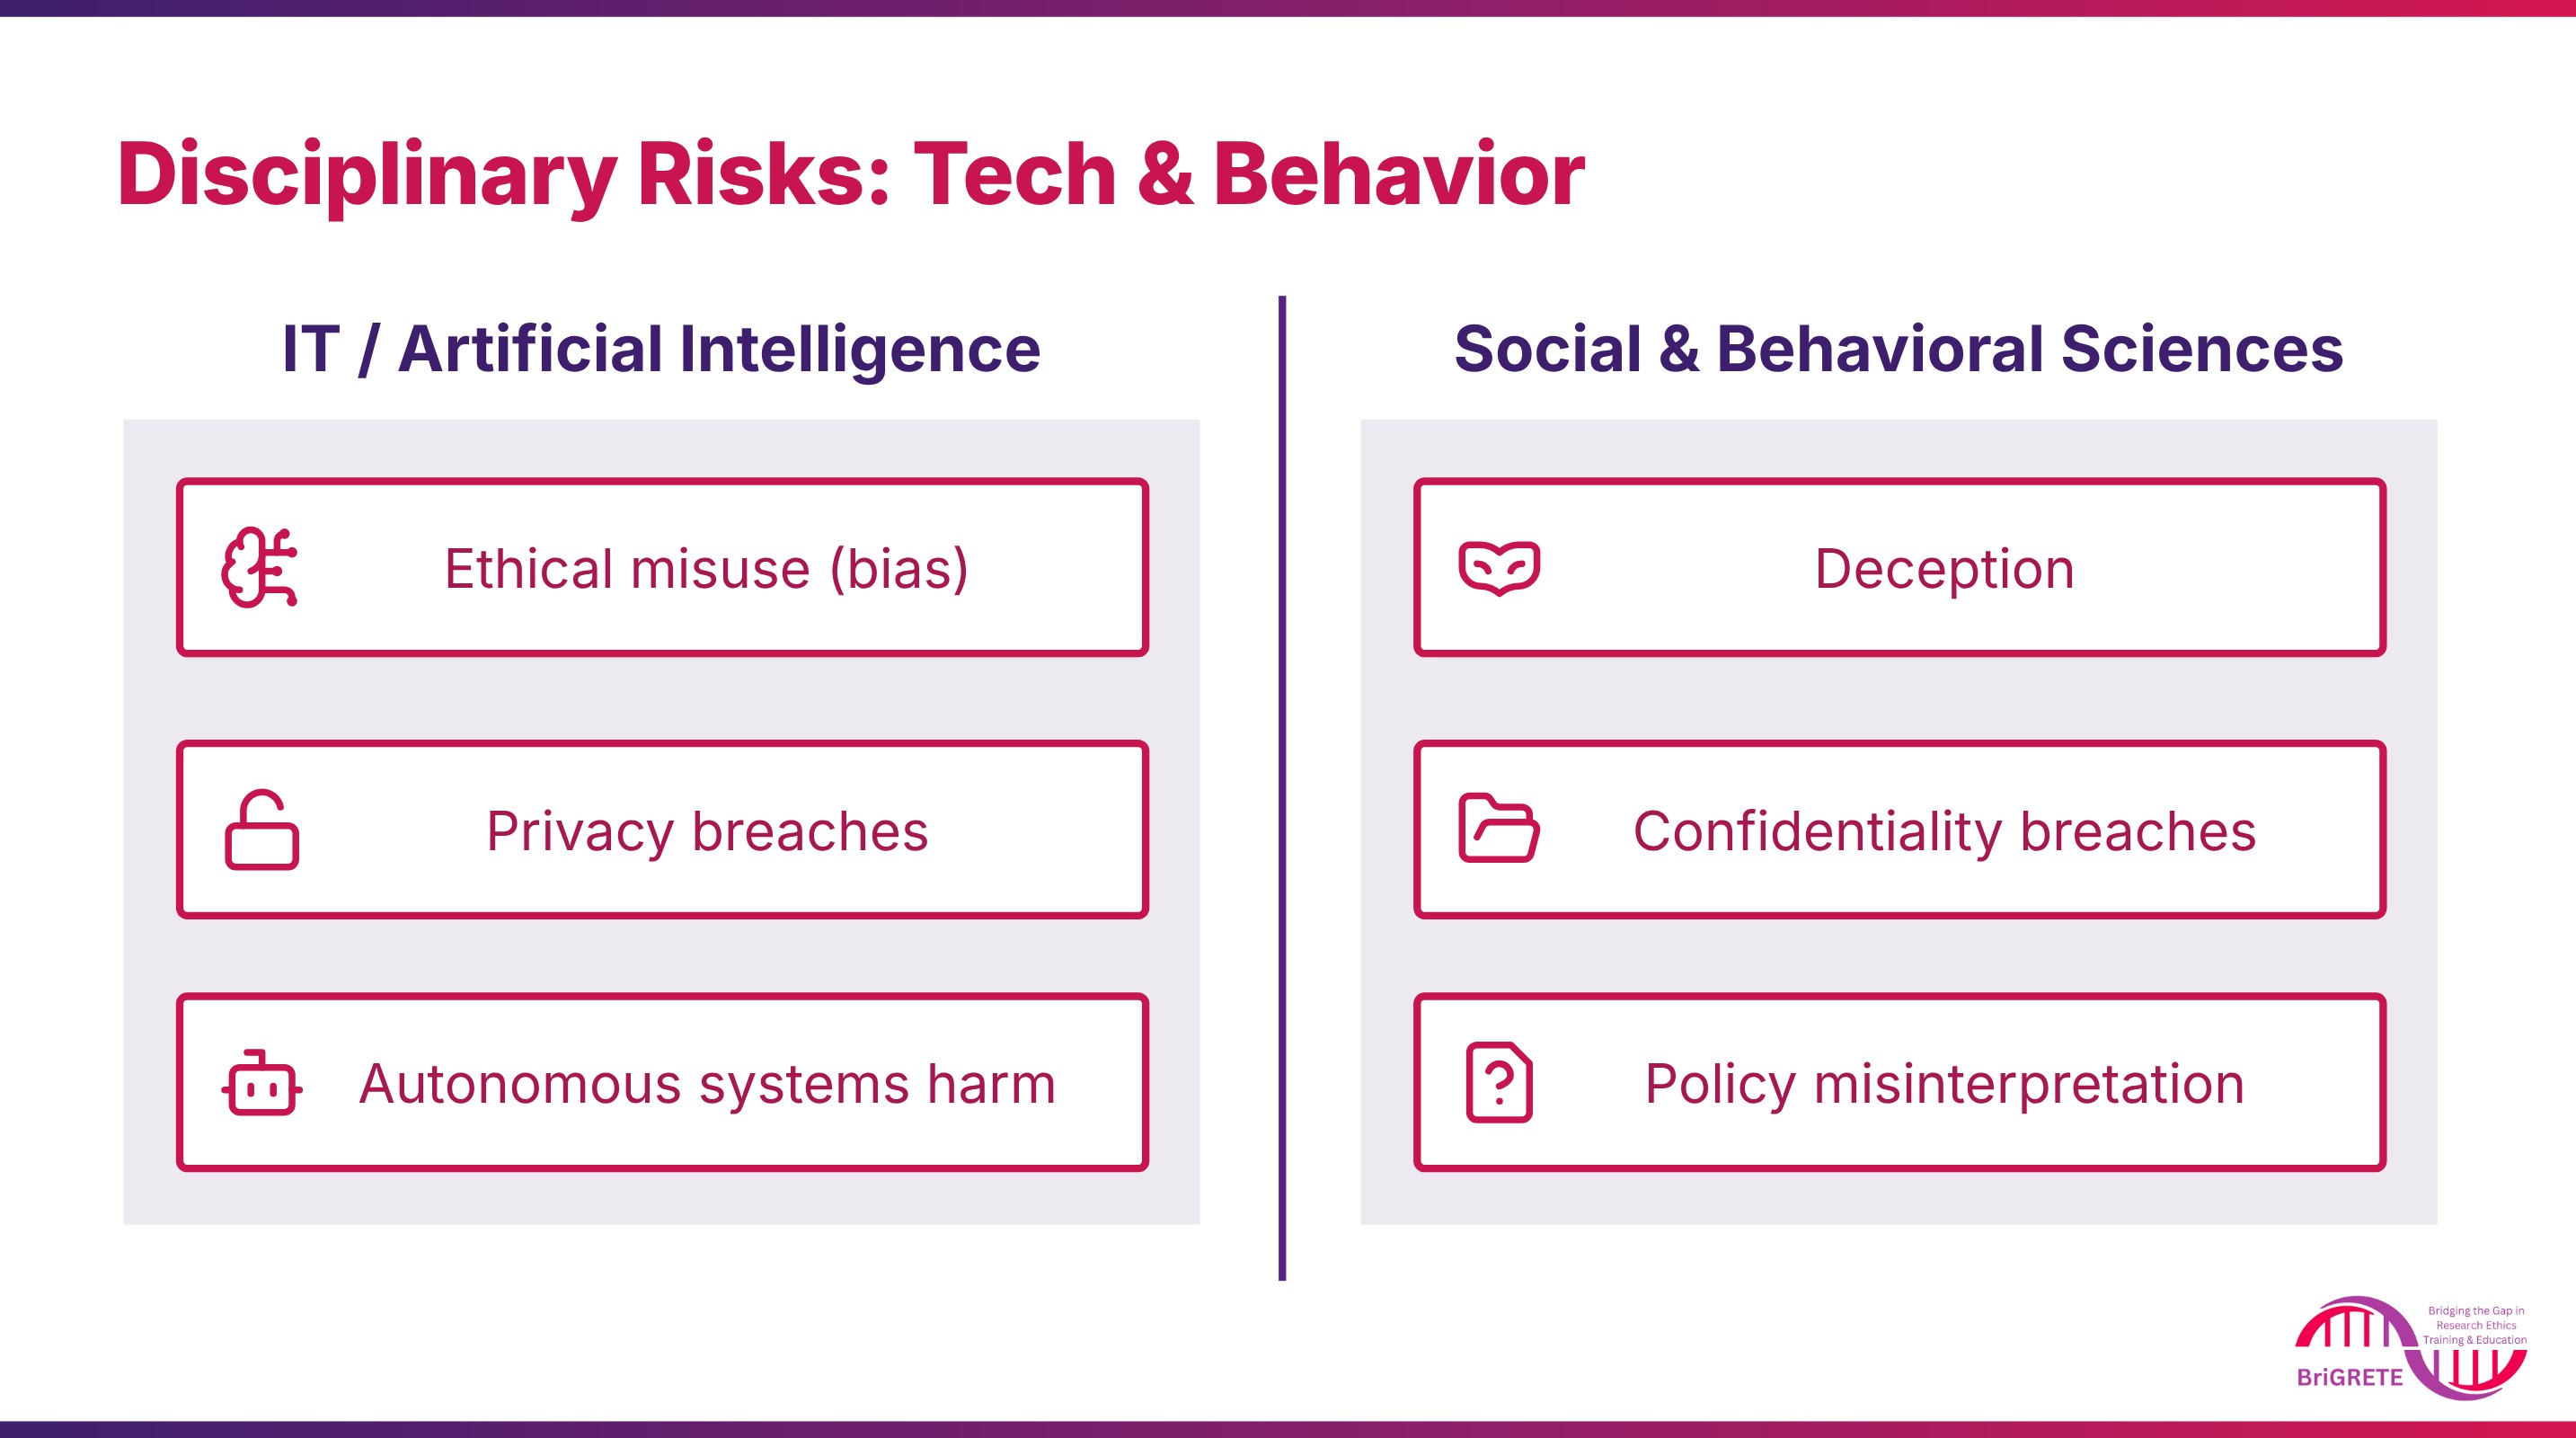 Disciplinary Risks: Tech & Behavior
IT / Artificial Intelligence
Ethical misuse (bias)
Privacy breaches
Autonomous systems harm
Social & Behavioral Sciences
Deception
Confidentiality breaches
Policy misinterpretation
Bridging the Gap in
Research Ethics
Training & Education
BriGRETE